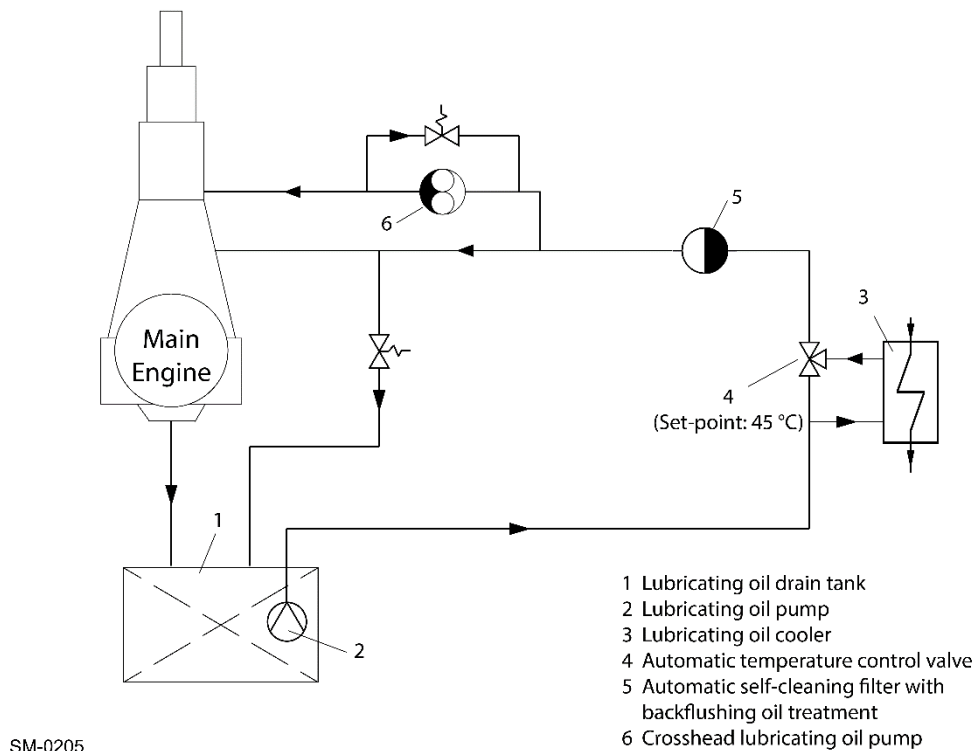 6
5
Main
Engine
3
4
(Set-point: 45 °C)
1
2
1 Lubricating oil drain tank
2 Lubricating oil pump
3 Lubricating oil cooler
4 Automatic temperature control valve
5 Automatic self-cleaning filter with
backflushing oil treatment
6 Crosshead lubricating oil pump
SM-0205